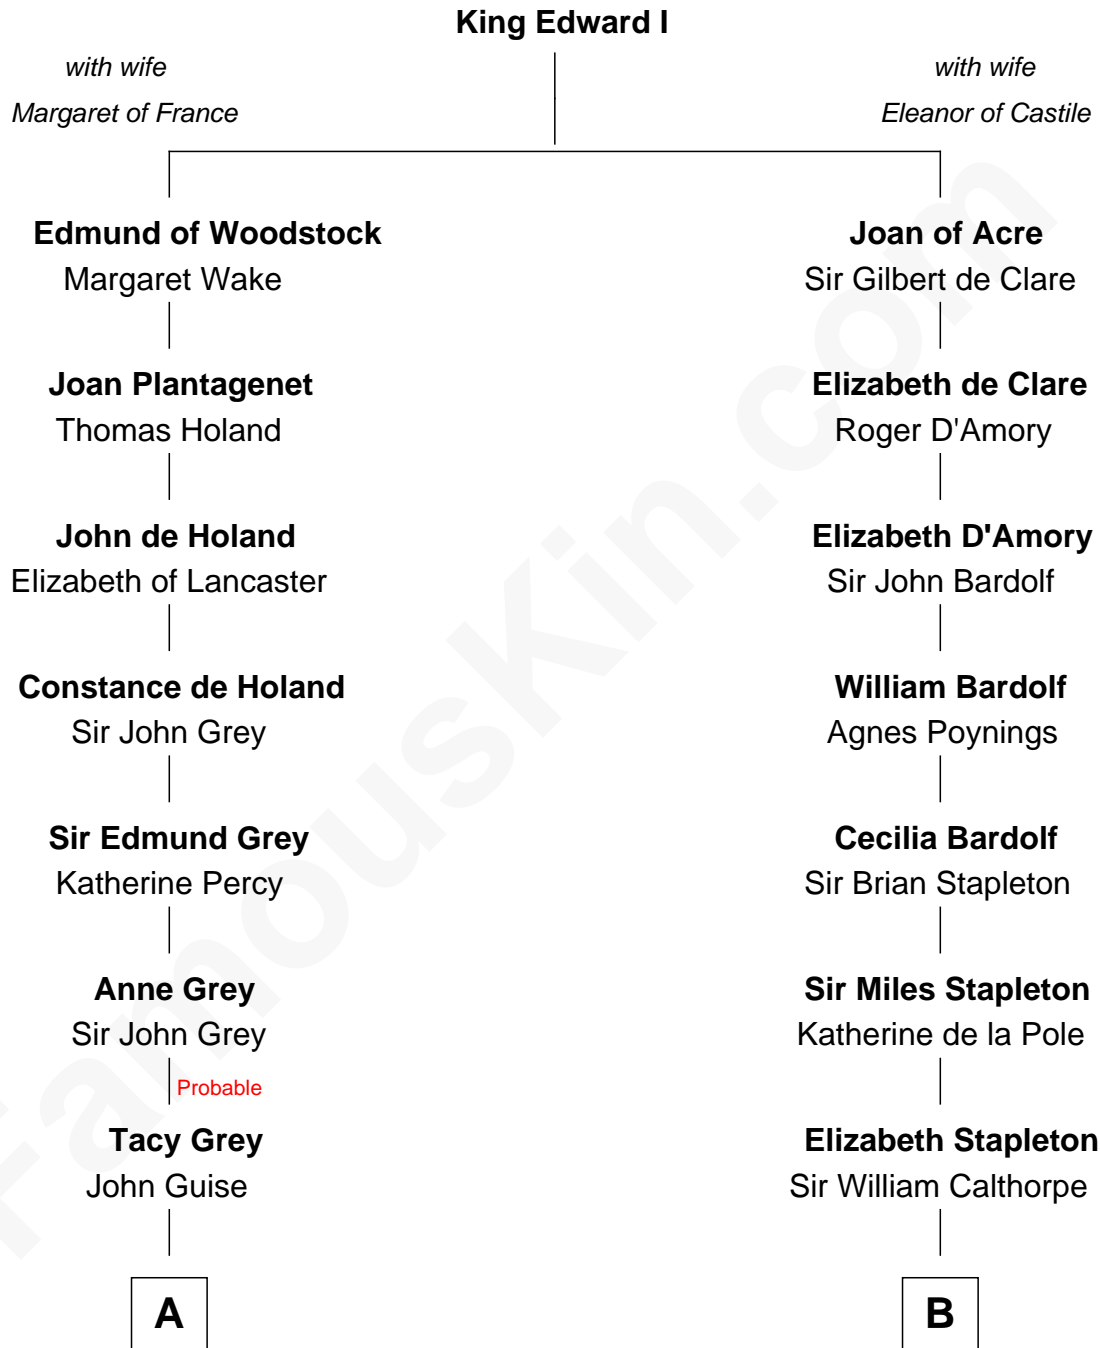 King Edward I
with wife
Margaret of France
with wife
Eleanor of Castile
Edmund of Woodstock
Margaret Wake
Joan of Acre
Sir Gilbert de Clare
Joan Plantagenet
Thomas Holand
Elizabeth de Clare
Roger D'Amory
John de Holand
Elizabeth of Lancaster
Elizabeth D'Amory
Sir John Bardolf
Constance de Holand
Sir John Grey
William Bardolf
Agnes Poynings
Sir Edmund Grey
Katherine Percy
Cecilia Bardolf
Sir Brian Stapleton
Anne Grey
Sir John Grey
Sir Miles Stapleton
Katherine de la Pole
Probable
Tacy Grey
John Guise
Elizabeth Stapleton
Sir William Calthorpe
A
B
FamousKin.com